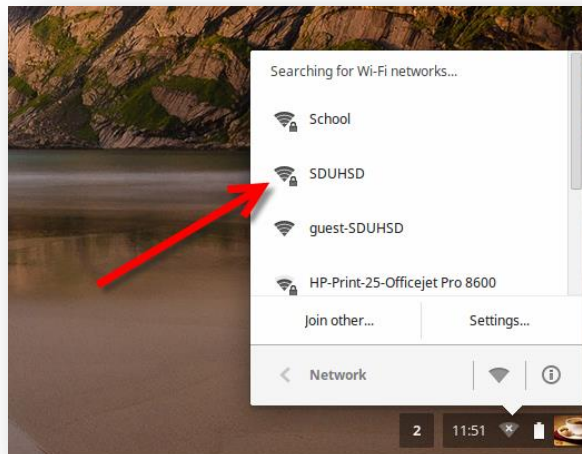 Searching for Wi-Fi networks...
School
SDUHSD
guest-SDUHSD
HP-Print-25-Officejet Pro 8600
Join other...
Settings...
Network
2
11:51